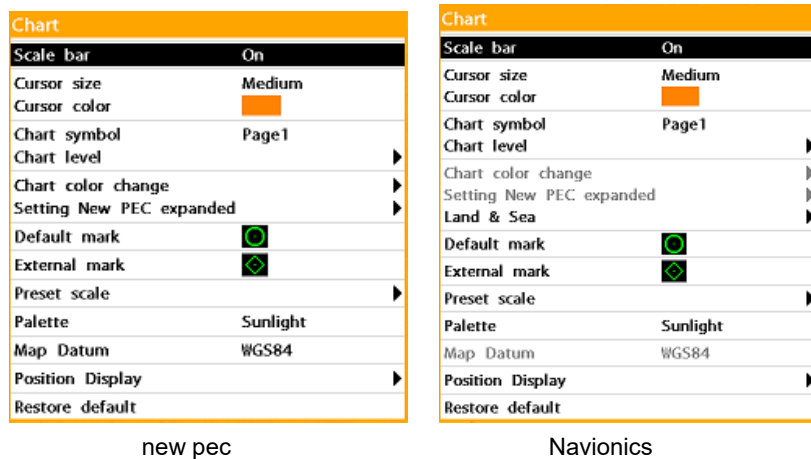 Chart
Scale bar On
Cursor size Medium
Cursor color
Chart symbol Page1
Chart level
Chart color change
Setting New PEC expanded
Default mark
External mark
Preset scale
Palette Sunlight
Map Datum WGS84
Position Display
Restore default
new pec
Chart
Scale bar On
Cursor size Medium
Cursor color
Chart symbol Page1
Chart level
Chart color change
Setting New PEC expanded
Land & Sea
Default mark
External mark
Preset scale
Palette Sunlight
Map Datum WGS84
Position Display
Restore default
Navionics